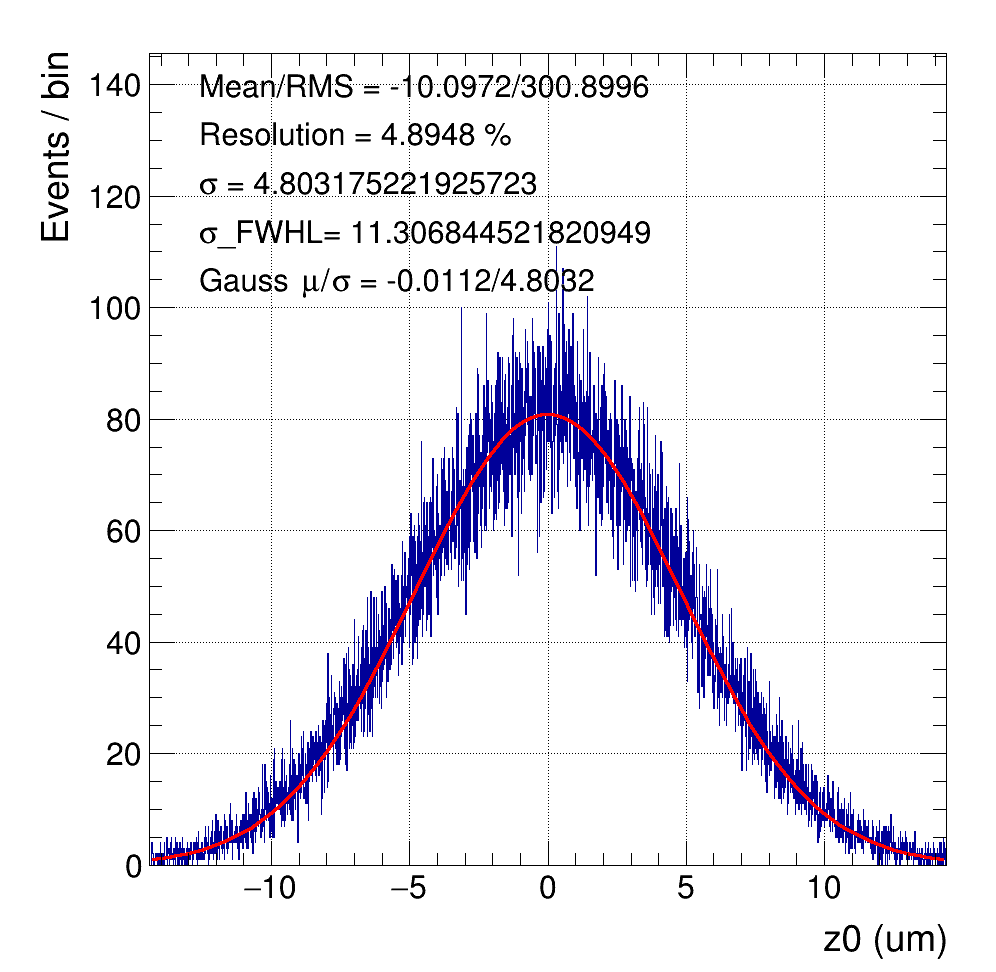 Events / bin
140
120
100
80
60
40
20
0
Mean/RMS = -10.0972/300.8996
Resolution = 4.8948 %
σ = 4.803175221925723
σ_FWHL= 11.306844521820949
Gauss μ/σ = -0.0112/4.8032
−10 −5 0 5 10
z0 (um)